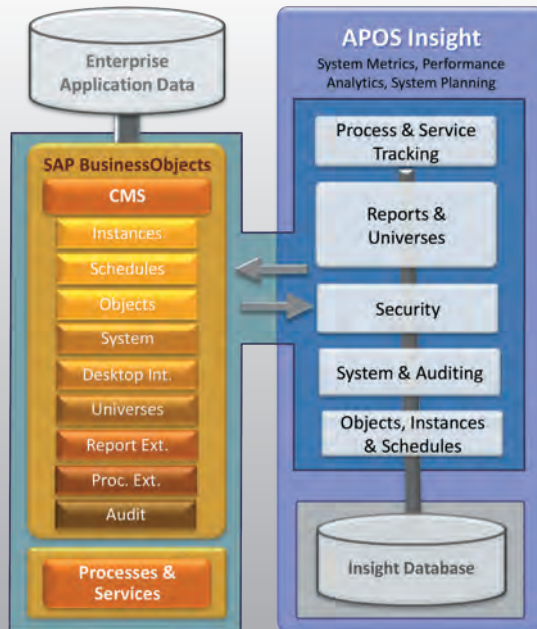 Enterprise
Application Data
SAP BusinessObjects
CMS
Instances
Schedules
Objects
System
Desktop Int.
Universes
Report Ext.
Proc. Ext.
Audit
Processes &
Services
APOS Insight
System Metrics, Performance
Analytics, System Planning
Process & Service
Tracking
Reports &
Universes
Security
System & Auditing
Objects, Instances
& Schedules
Insight Database